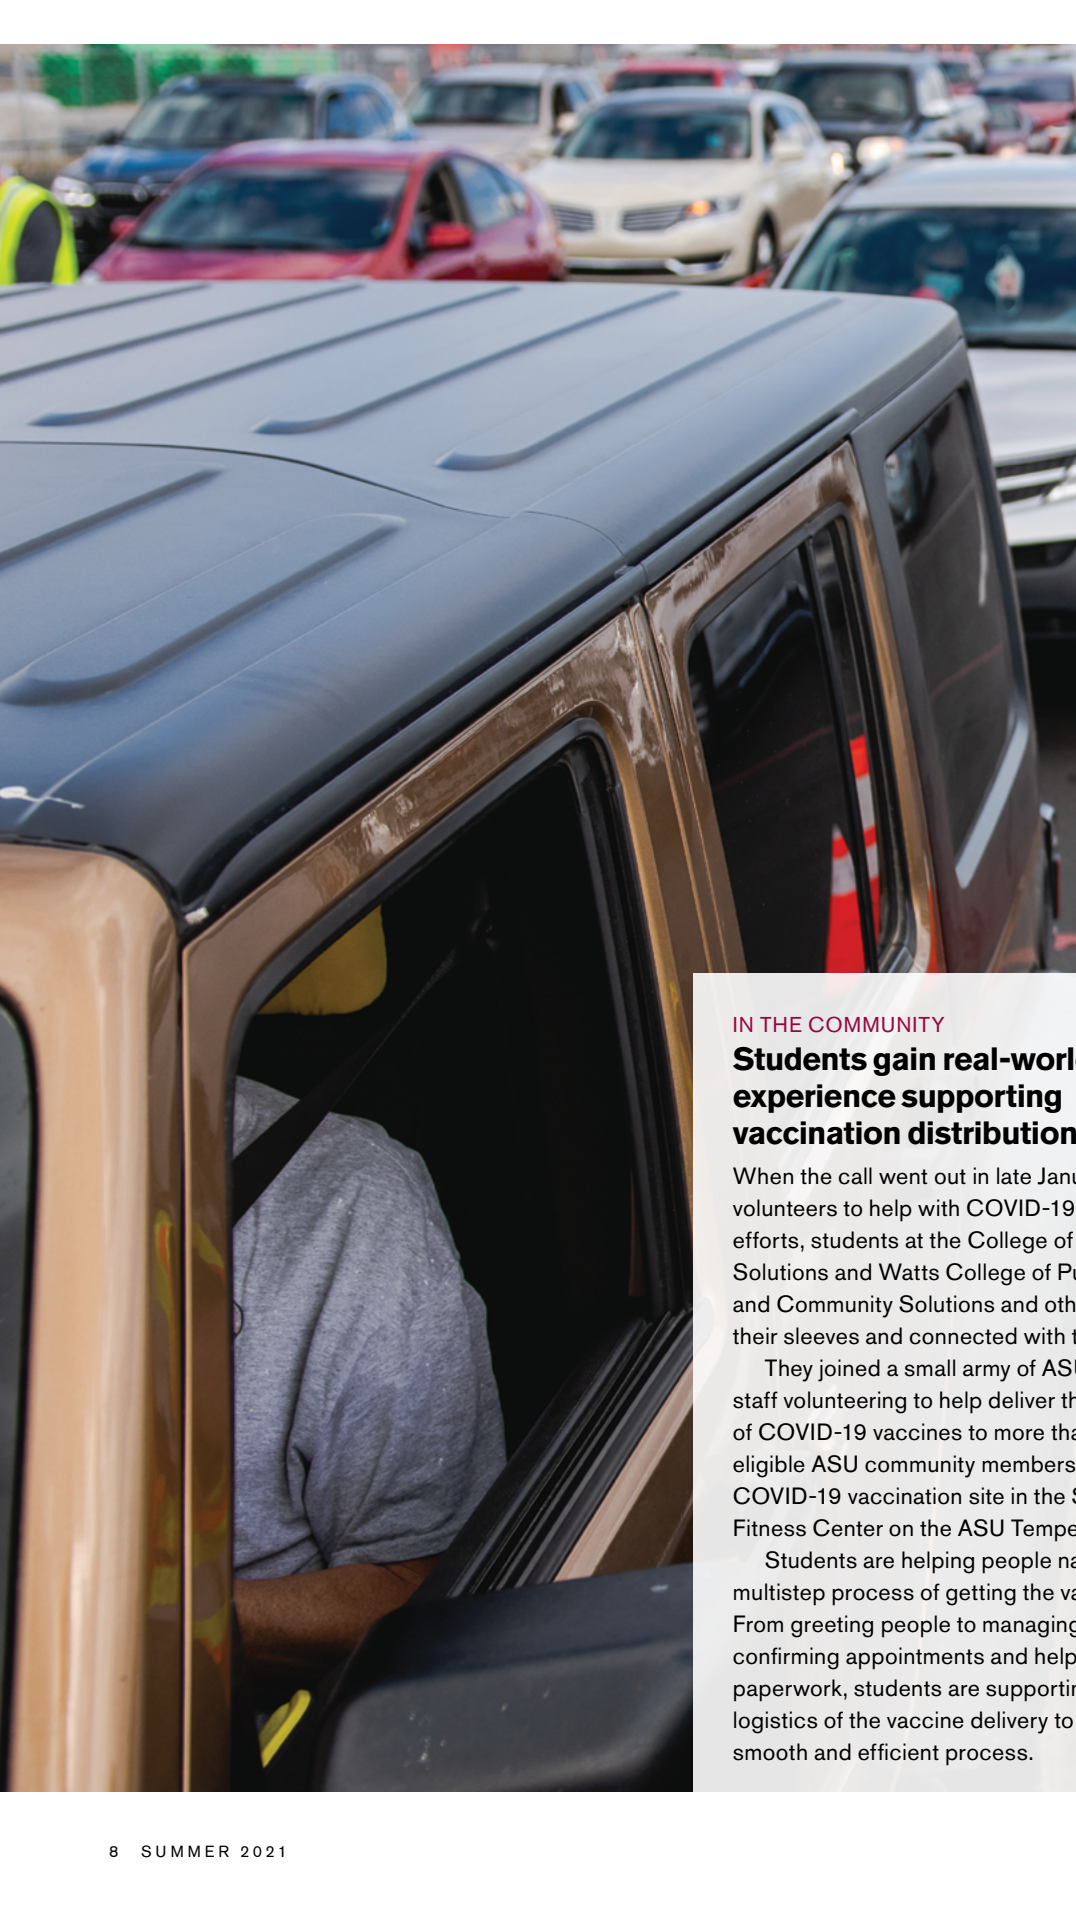 IN THE COMMUNITY
Students gain real-worl
experience supporting
vaccination distribution
When the call went out in late Janu
volunteers to help with COVID-19
efforts, students at the College of
Solutions and Watts College of Pu
and Community Solutions and oth
their sleeves and connected with t
They joined a small army of ASU
staff volunteering to help deliver th
of COVID-19 vaccines to more tha
eligible ASU community members
COVID-19 vaccination site in the S
Fitness Center on the ASU Tempe
Students are helping people na
multistep process of getting the va
From greeting people to managing
confirming appointments and help
paperwork, students are supportin
logistics of the vaccine delivery to
smooth and efficient process.
8 SUMMER 2021